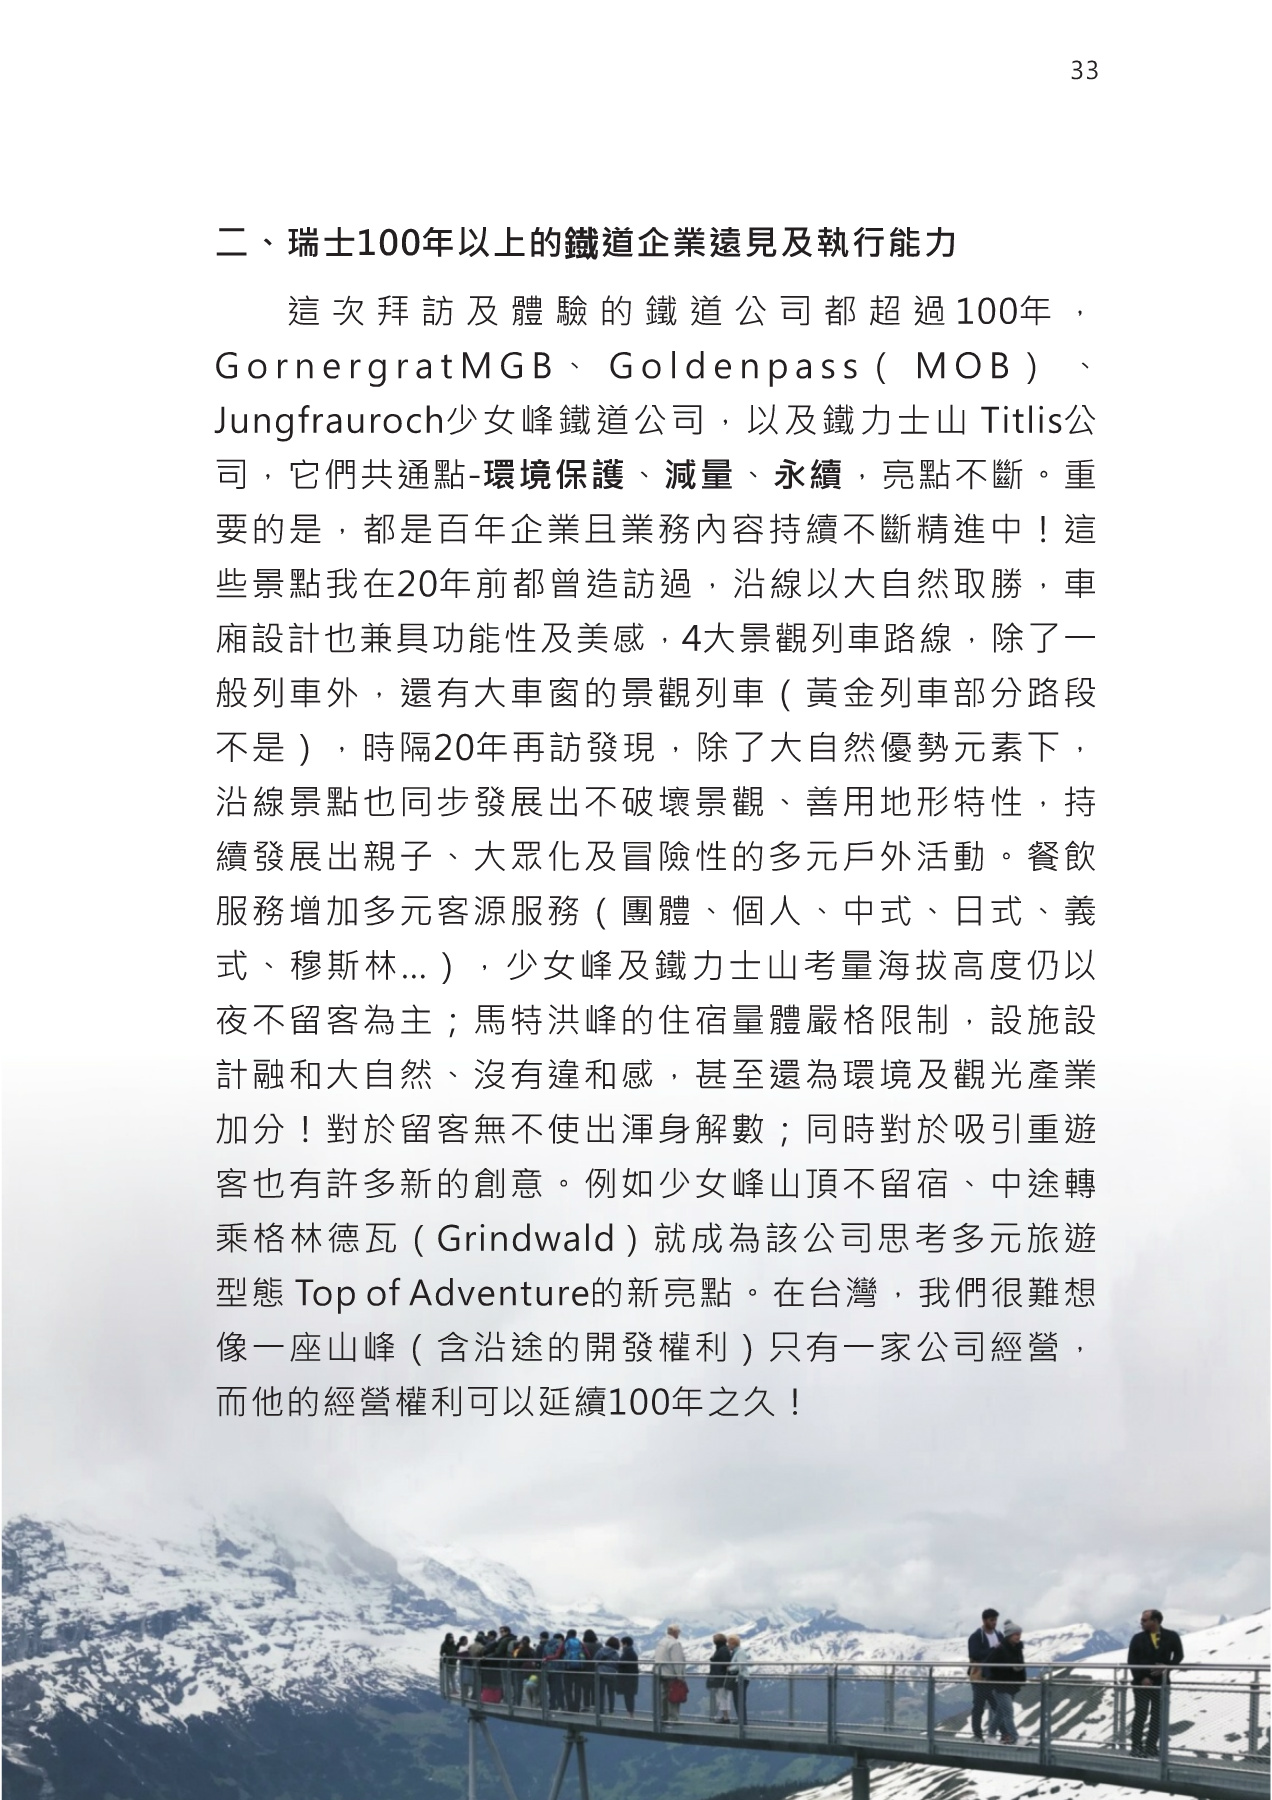 33
二、瑞士100年以上的鐵道企業遠見及執行能力
這次拜訪及體驗的鐵道公司都超過100年，
GornergratMGB、Goldenpass（ MOB）、
Jungfrauroch少女峰鐵道公司，以及鐵力士山 Titlis公
司，它們共通點-環境保護、減量、永續，亮點不斷。重
要的是，都是百年企業且業務內容持續不斷精進中！這
些景點我在20年前都曾造訪過，沿線以大自然取勝，車
廂設計也兼具功能性及美感，4大景觀列車路線，除了一
般列車外，還有大車窗的景觀列車（黃金列車部分路段
不是），時隔20年再訪發現，除了大自然優勢元素下，
沿線景點也同步發展出不破壞景觀、善用地形特性，持
續發展出親子、大眾化及冒險性的多元戶外活動。餐飲
服務增加多元客源服務（團體、個人、中式、日式、義
式、穆斯林...），少女峰及鐵力士山考量海拔高度仍以
夜不留客為主；馬特洪峰的住宿量體嚴格限制，設施設
計融和大自然、沒有違和感，甚至還為環境及觀光產業
加分！對於留客無不使出渾身解數；同時對於吸引重遊
客也有許多新的創意。例如少女峰山頂不留宿、中途轉
乘格林德瓦（Grindwald）就成為該公司思考多元旅遊
型態 Top of Adventure的新亮點。在台灣，我們很難想
像一座山峰（含沿途的開發權利）只有一家公司經營，
而他的經營權利可以延續100年之久！